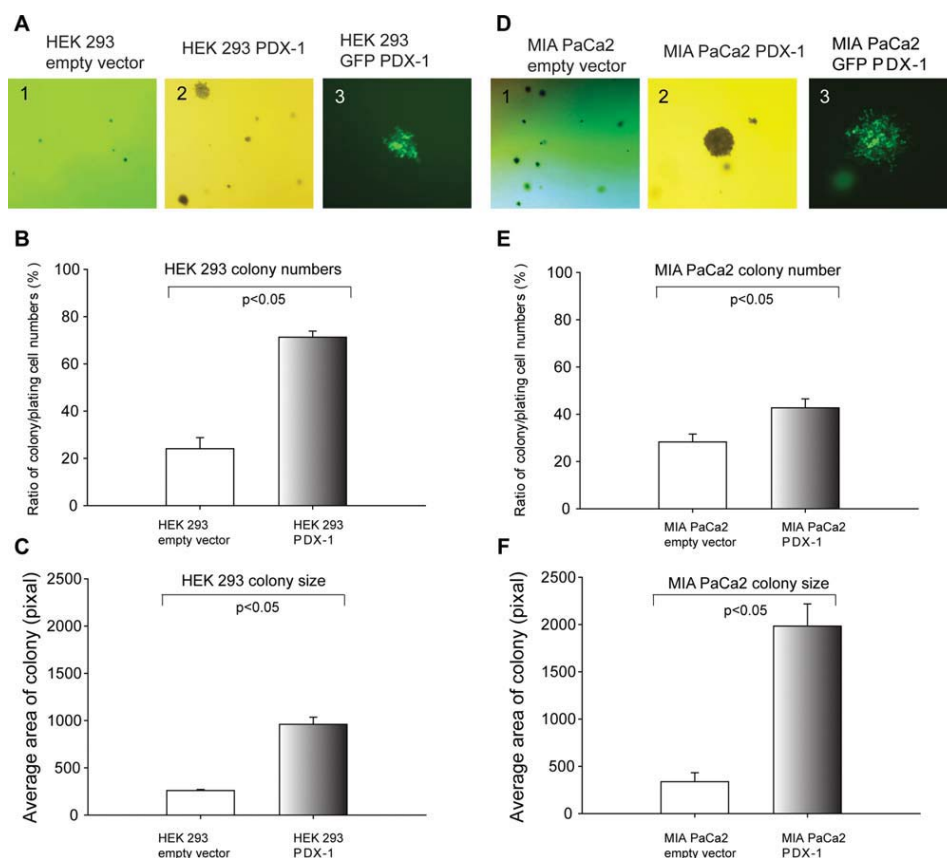 A
HEK 293
empty vector
HEK 293 PDX-1
HEK 293
GFP PDX-1
1
2
3
D
MIA PaCa2
empty vector
MIA PaCa2 PDX-1
MIA PaCa2
GFP PDX-1
1
2
3
B
HEK 293 colony numbers
p<0.05
Ratio of colony/plating cell numbers (%)
100
80
60
40
20
0
HEK 293
empty vector
HEK 293
PDX-1
E
MIA PaCa2 colony number
p<0.05
Ratio of colony/plating cell numbers (%)
100
80
60
40
20
0
MIA PaCa2
empty vector
MIA PaCa2
PDX-1
C
HEK 293 colony size
p<0.05
Average area of colony (pixal)
2500
2000
1500
1000
500
0
HEK 293
empty vector
HEK 293
PDX-1
F
MIA PaCa2 colony size
p<0.05
Average area of colony (pixal)
2500
2000
1500
1000
500
0
MIA PaCa2
empty vector
MIA PaCa2
PDX-1